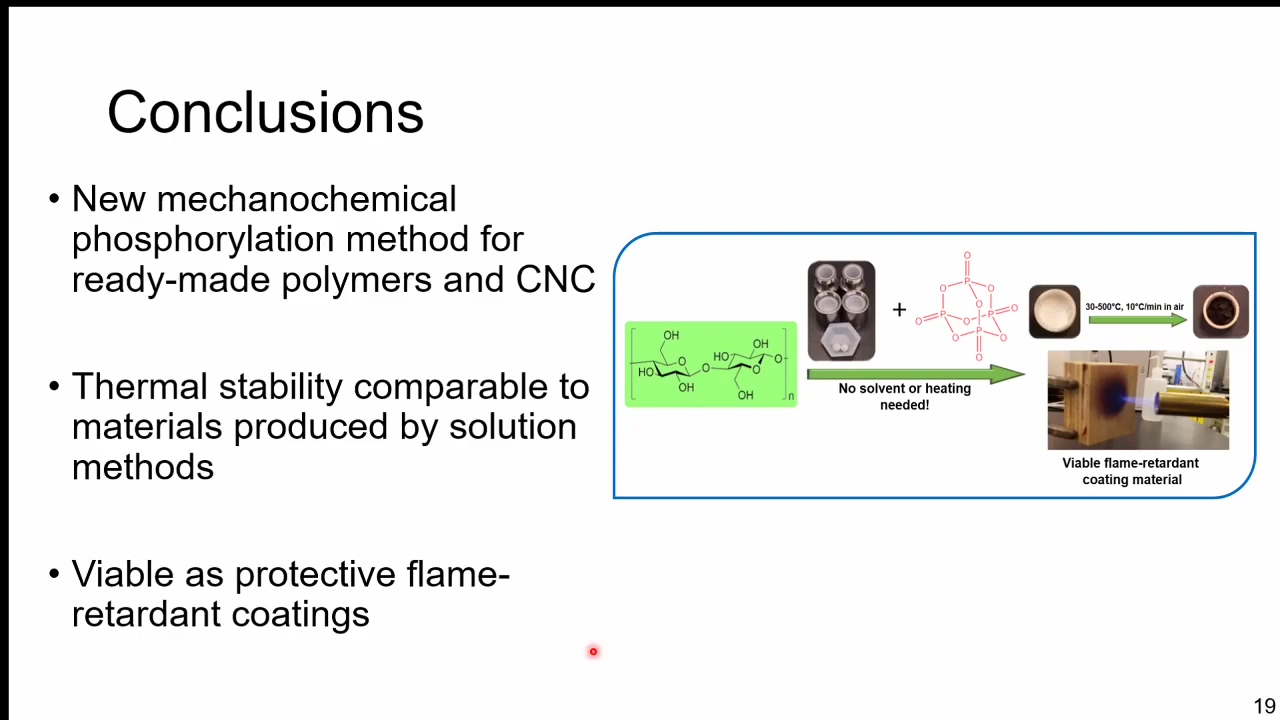 Conclusions
• New mechanochemical
phosphorylation method for
ready-made polymers and CNC
• Thermal stability comparable to
materials produced by solution
methods
• Viable as protective flame-
retardant coatings
OH
HO
O
OH
O
HO
OH
O
O
OH
n
+
O
P
O
O
O
P
O
P
O
O
P
O
O
O
No solvent or heating
needed!
30-500°C, 10°C/min in air
Viable flame-retardant
coating material
19